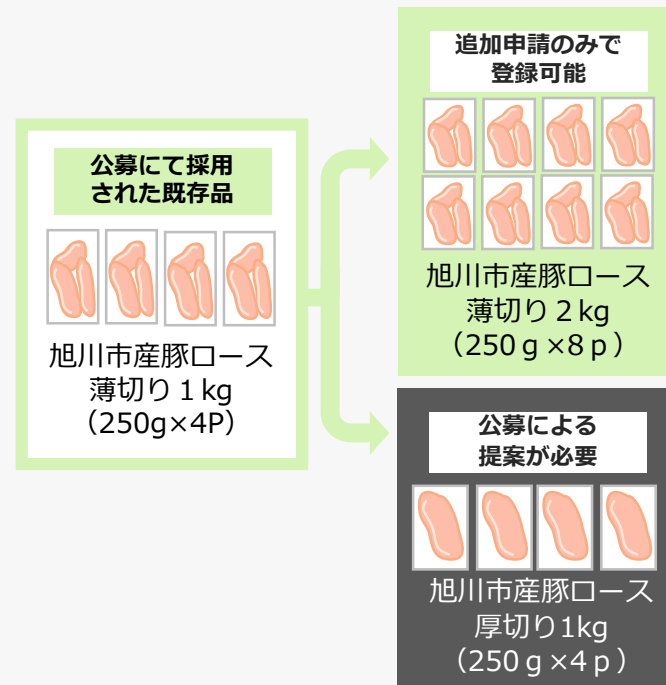 公募にて採用
された既存品
旭川市産豚ロース
薄切り１kg
（250g×4P）
追加申請のみで
登録可能
旭川市産豚ロース
薄切り２kg
（250ｇ×8ｐ）
公募による
提案が必要
旭川市産豚ロース
厚切り1kg
（250ｇ×4ｐ）